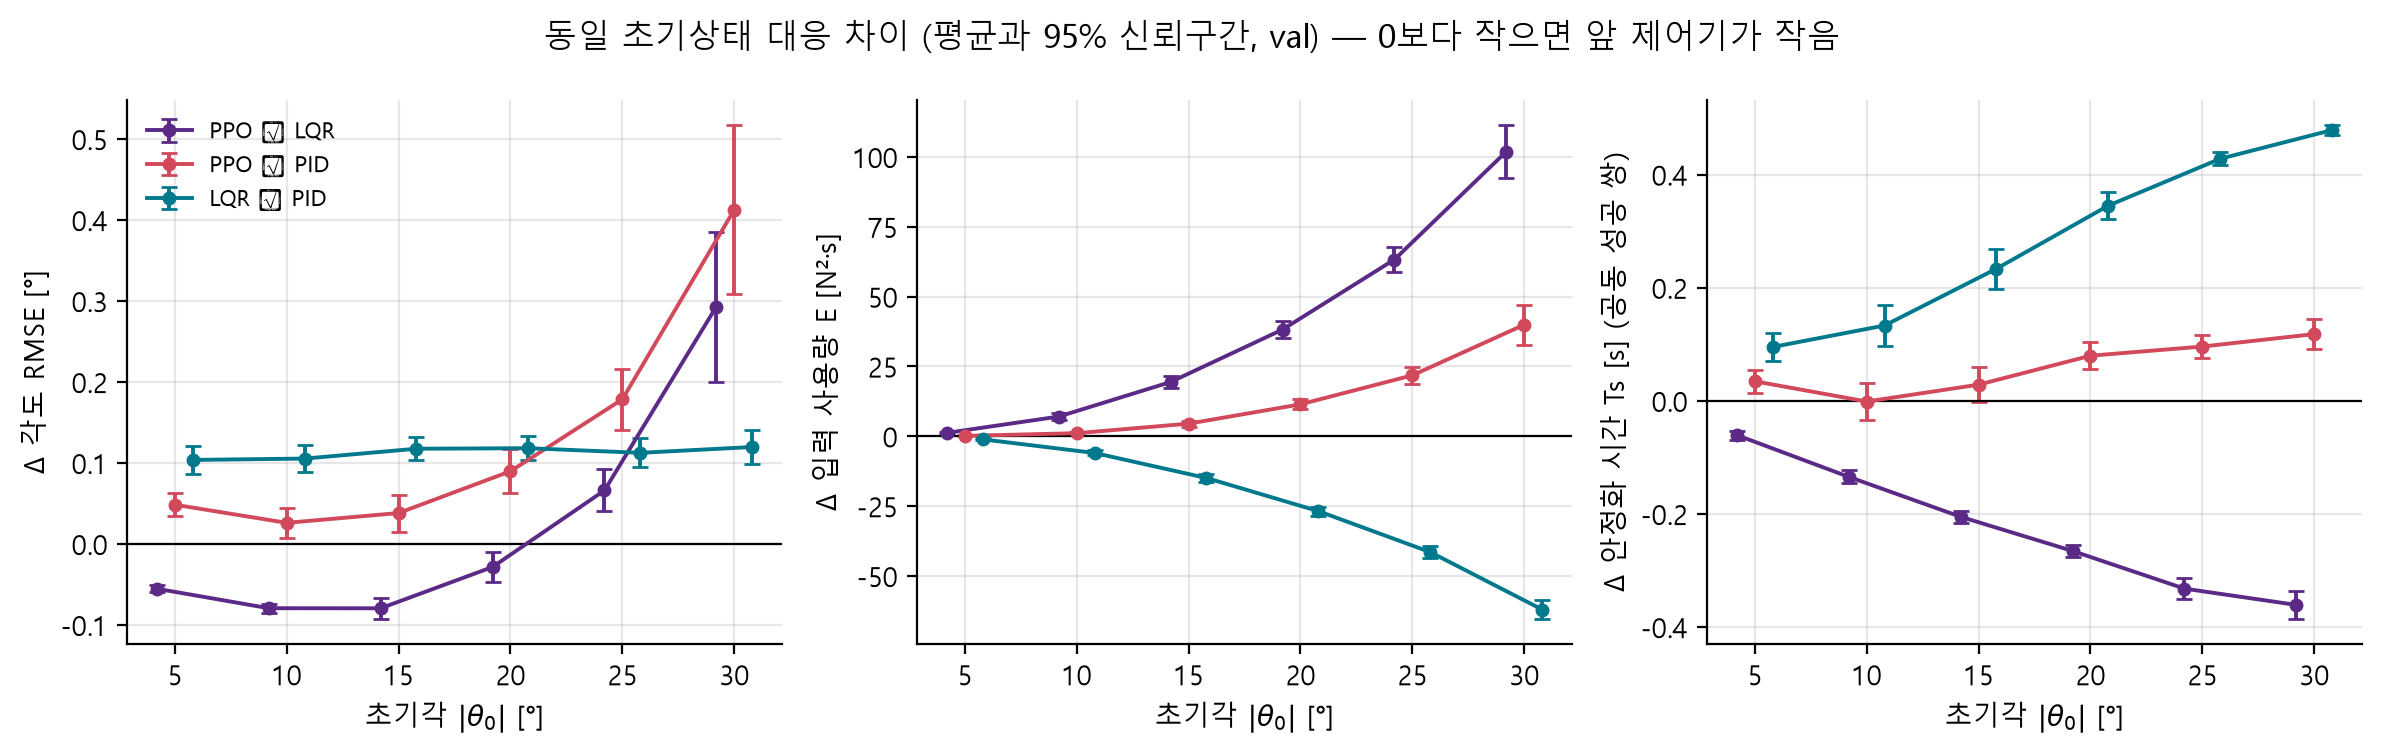 동일 초기상태 대응 차이 (평균과 95% 신뢰구간, val) — 0보다 작으면 앞 제어기가 작음
Δ 각도 RMSE [°]
0.5
0.4
0.3
0.2
0.1
0.0
-0.1
PPO √ LQR
PPO √ PID
LQR √ PID
5 10 15 20 25 30
초기각 |θ₀| [°]
Δ 입력 사용량 E [N²·s]
100
75
50
25
0
-25
-50
5 10 15 20 25 30
초기각 |θ₀| [°]
Δ 안정화 시간 Ts [s] (공동 성공 쌍)
0.4
0.2
0.0
-0.2
-0.4
5 10 15 20 25 30
초기각 |θ₀| [°]